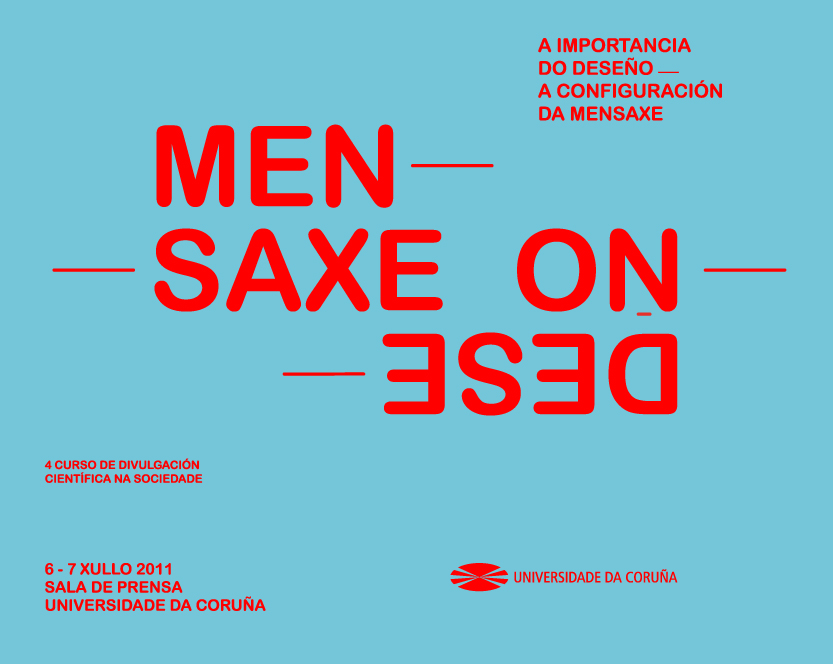 A IMPORTANCIA
DO DESEÑO —
A CONFIGURACIÓN
DA MENSAXE
MEN—
—SAXE
DESE—
ÑO—
4 CURSO DE DIVULGACIÓN
CIENTÍFICA NA SOCIEDADE
6 - 7 XULLO 2011
SALA DE PRENSA
UNIVERSIDADE DA CORUÑA
UNIVERSIDADE DA CORUÑA